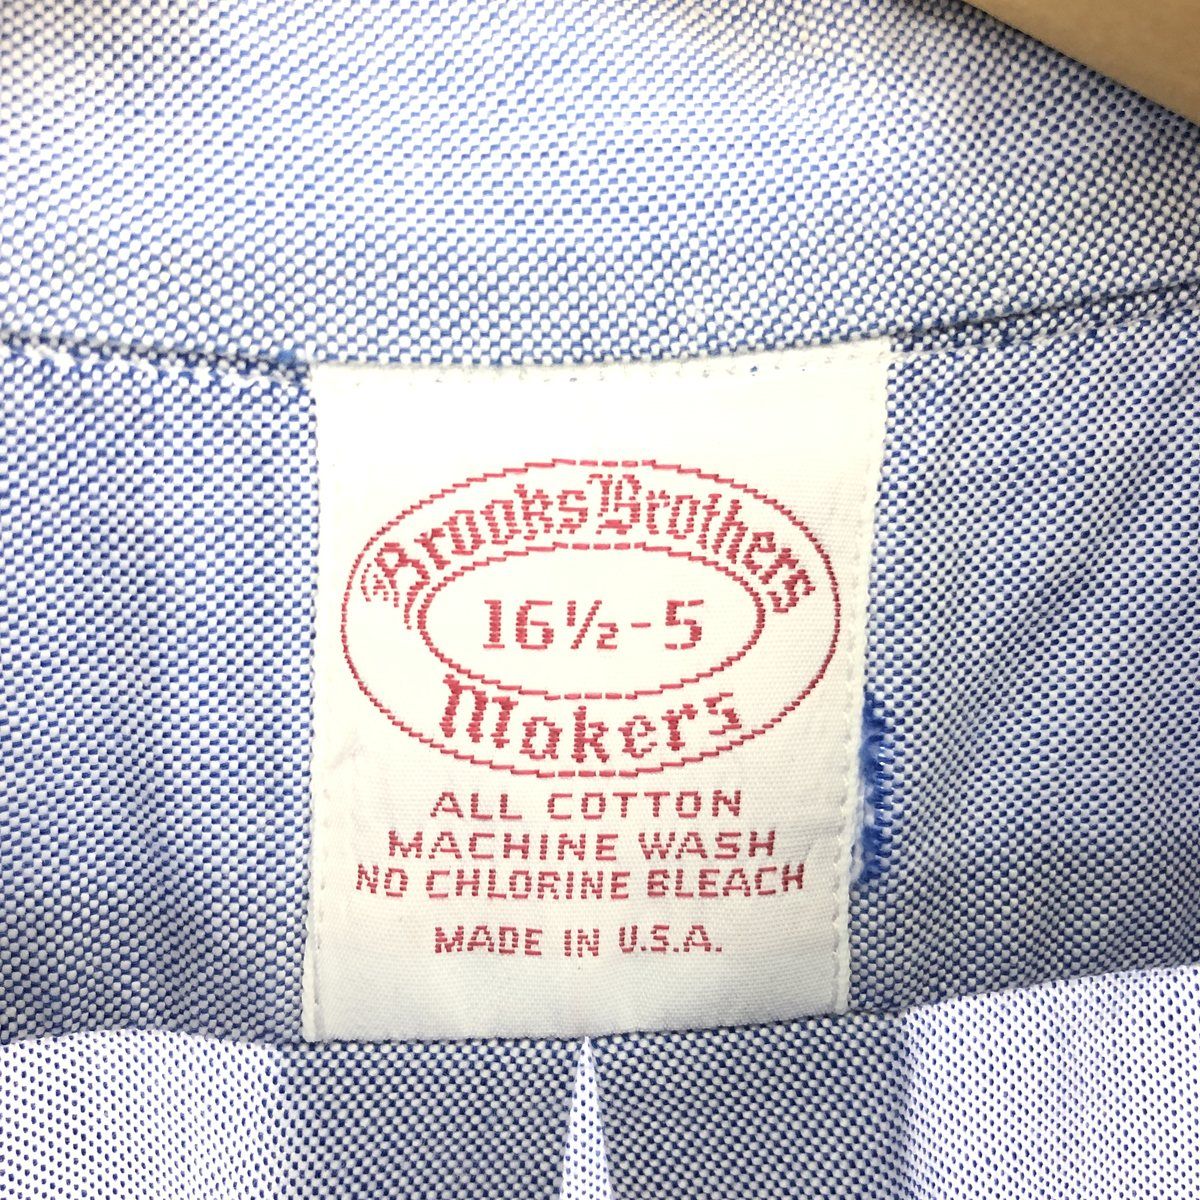 Brooks Brothers
16½-5
Makers
ALL COTTON
MACHINE WASH
NO CHLORINE BLEACH
MADE IN U.S.A.